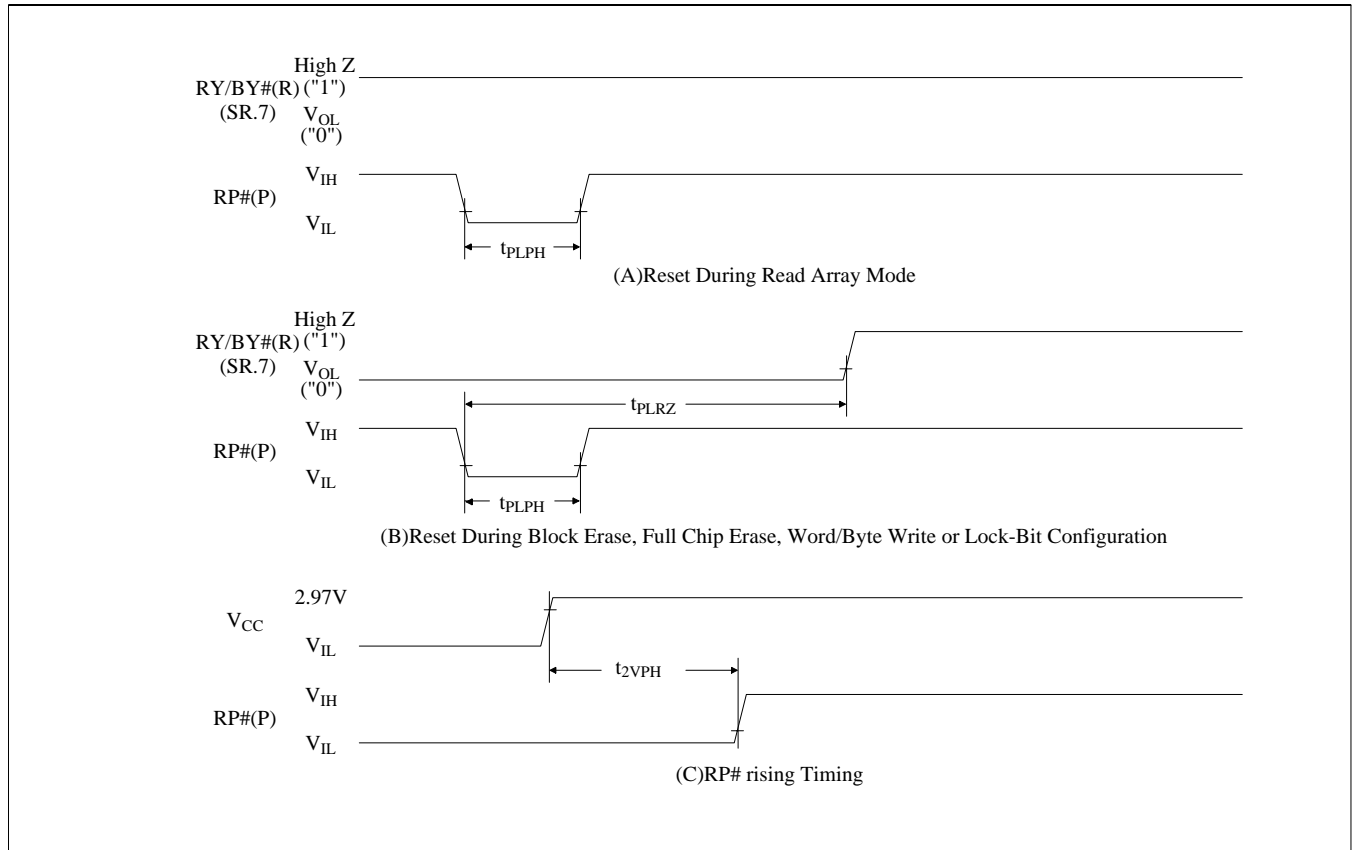 High Z
RY/BY#(R) ("1")
(SR.7) VOL
("0")
VIH
RP#(P)
VIL
tPLPH
(A)Reset During Read Array Mode
High Z
RY/BY#(R) ("1")
(SR.7) VOL
("0")
tPLRZ
VIH
RP#(P)
VIL
tPLPH
(B)Reset During Block Erase, Full Chip Erase, Word/Byte Write or Lock-Bit Configuration
2.97V
VCC
VIL
t2VPH
VIH
RP#(P)
VIL
(C)RP# rising Timing